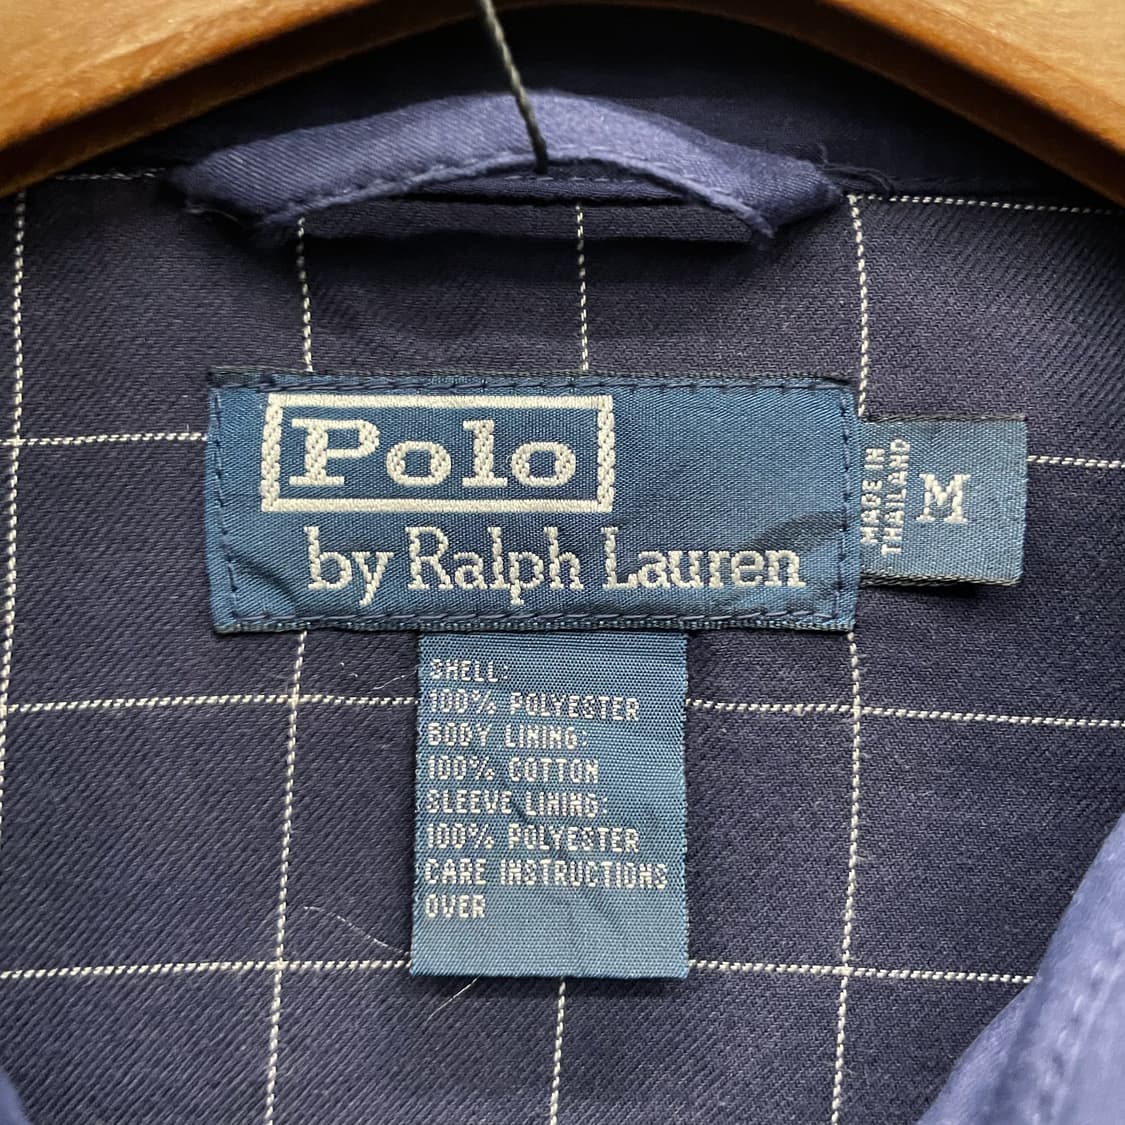 Polo
by Ralph Lauren
MADE IN
THAILAND
M
SHELL:
100% POLYESTER
BODY LINING:
100% COTTON
SLEEVE LINING:
100% POLYESTER
CARE INSTRUCTIONS
OVER